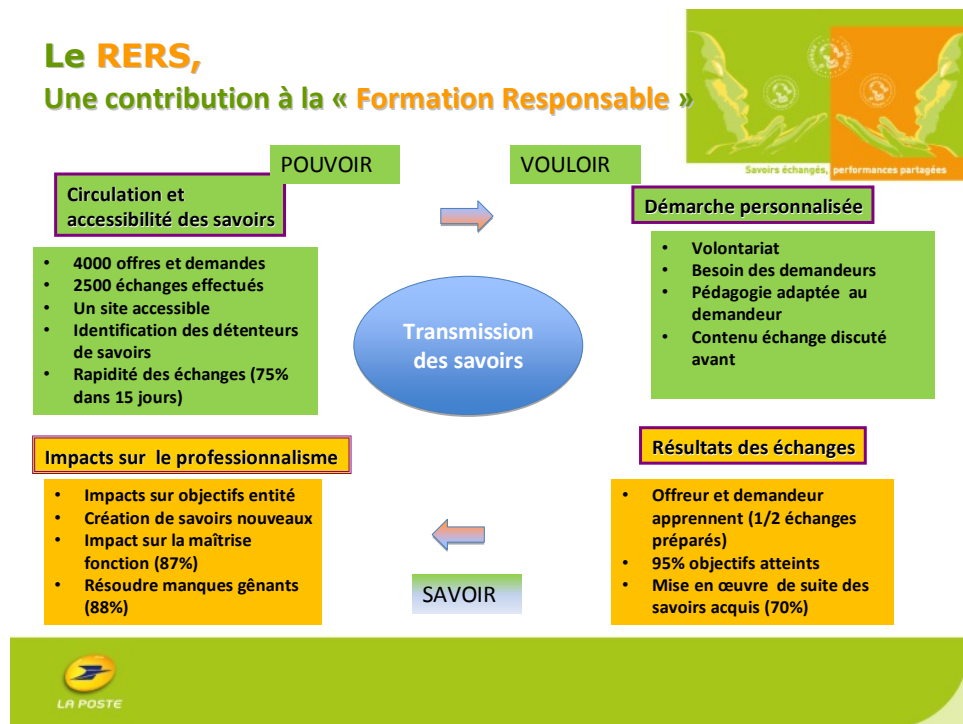 Le RERS,
Une contribution à la « Formation Responsable »
Savoirs échangés, performances partagées
POUVOIR
VOULOIR
Circulation et
accessibilité des savoirs
• 4000 offres et demandes
• 2500 échanges effectués
• Un site accessible
• Identification des détenteurs
de savoirs
• Rapidité des échanges (75%
dans 15 jours)
Démarche personnalisée
• Volontariat
• Besoin des demandeurs
• Pédagogie adaptée au
demandeur
• Contenu échange discuté
avant
Transmission
des savoirs
Impacts sur le professionnalisme
• Impacts sur objectifs entité
• Création de savoirs nouveaux
• Impact sur la maîtrise
fonction (87%)
• Résoudre manques gênants
(88%)
SAVOIR
Résultats des échanges
• Offreur et demandeur
apprennent (1/2 échanges
préparés)
• 95% objectifs atteints
• Mise en œuvre de suite des
savoirs acquis (70%)
LA POSTE